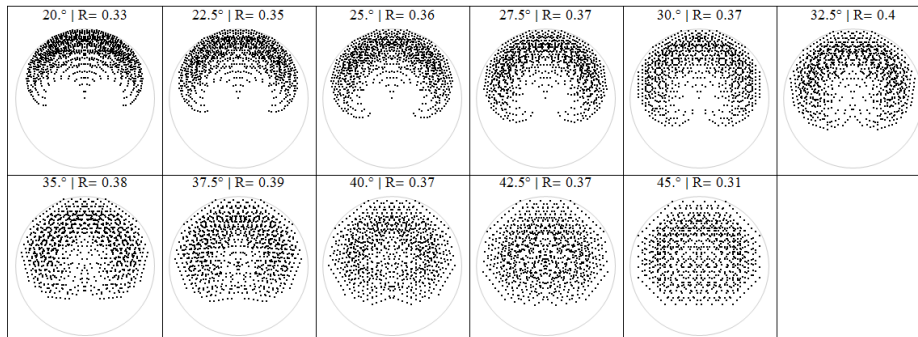 20.° | R= 0.33
22.5° | R= 0.35
25.° | R= 0.36
27.5° | R= 0.37
30.° | R= 0.37
32.5° | R= 0.4
35.° | R= 0.38
37.5° | R= 0.39
40.° | R= 0.37
42.5° | R= 0.37
45.° | R= 0.31